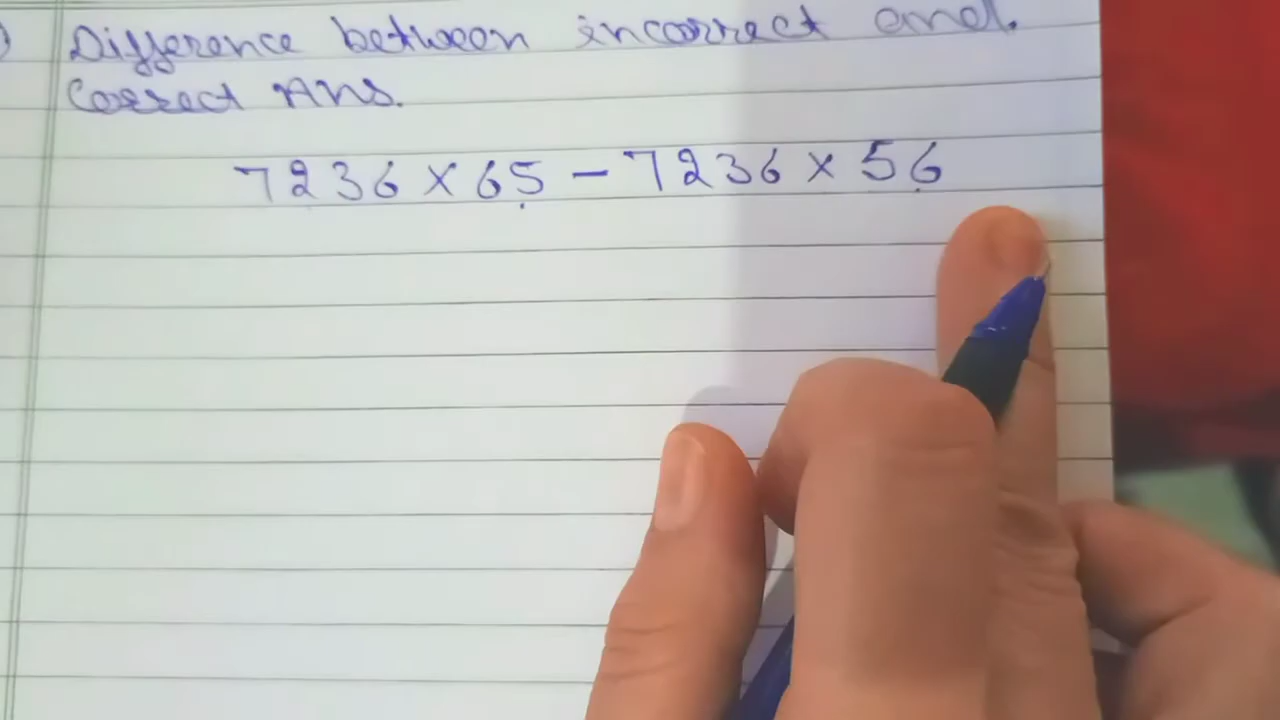 ) Difference between incorrect and.
Correct Ans.
7236 × 65 – 7236 × 56